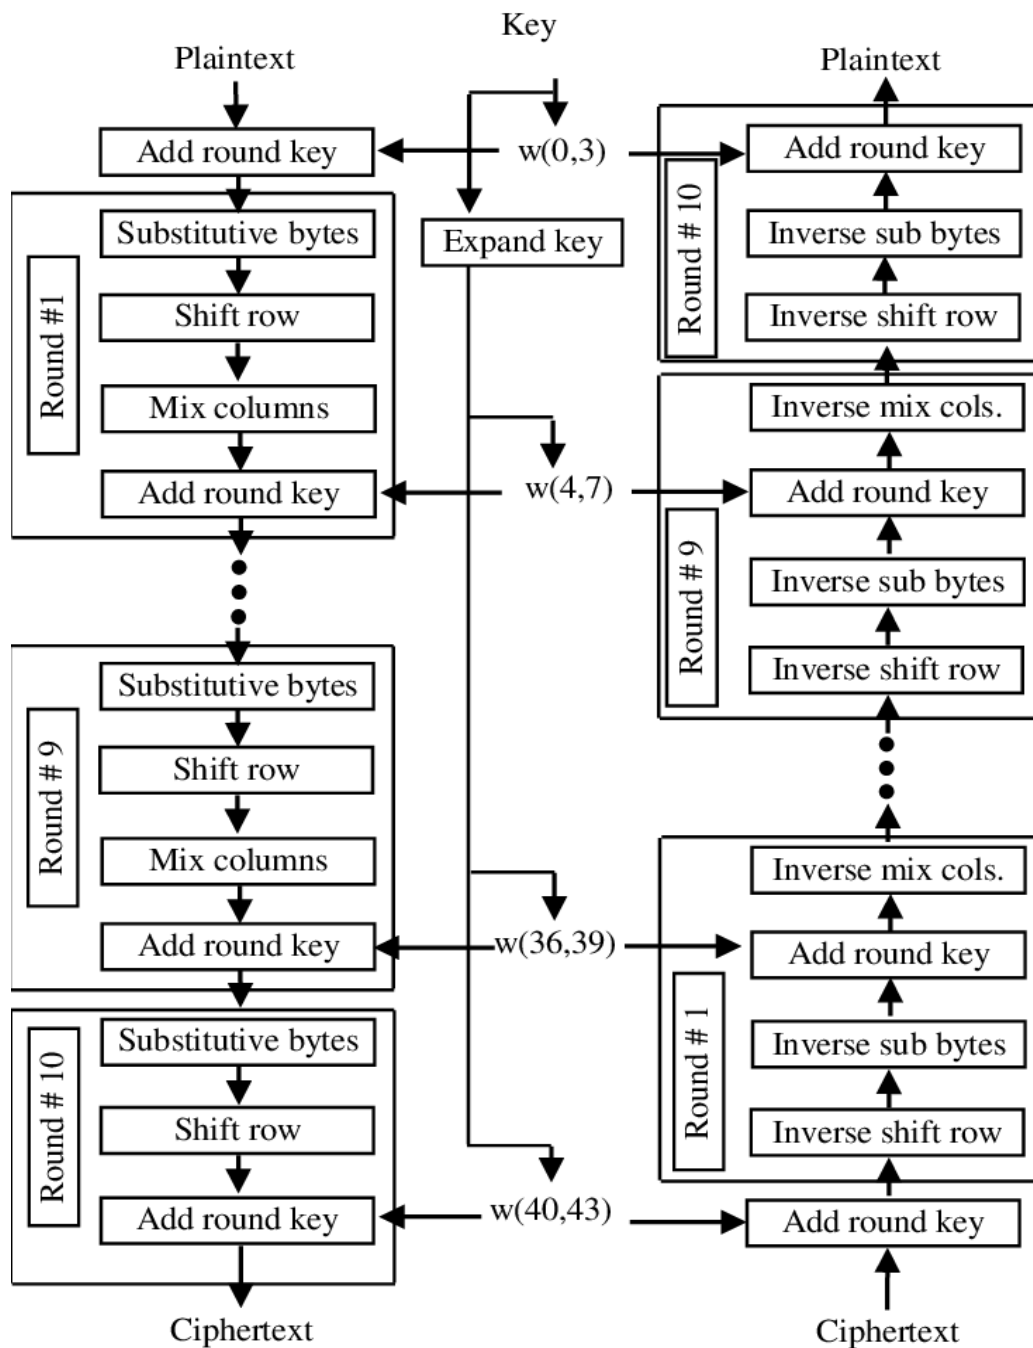 Key
Plaintext
Add round key
Round #1
Substitutive bytes
Shift row
Mix columns
Add round key
Round # 9
Substitutive bytes
Shift row
Mix columns
Add round key
Round # 10
Substitutive bytes
Shift row
Add round key
Ciphertext
w(0,3)
Expand key
w(4,7)
w(36,39)
w(40,43)
Plaintext
Round # 10
Add round key
Inverse sub bytes
Inverse shift row
Round # 9
Inverse mix cols.
Add round key
Inverse sub bytes
Inverse shift row
Round # 1
Inverse mix cols.
Add round key
Inverse sub bytes
Inverse shift row
Add round key
Ciphertext